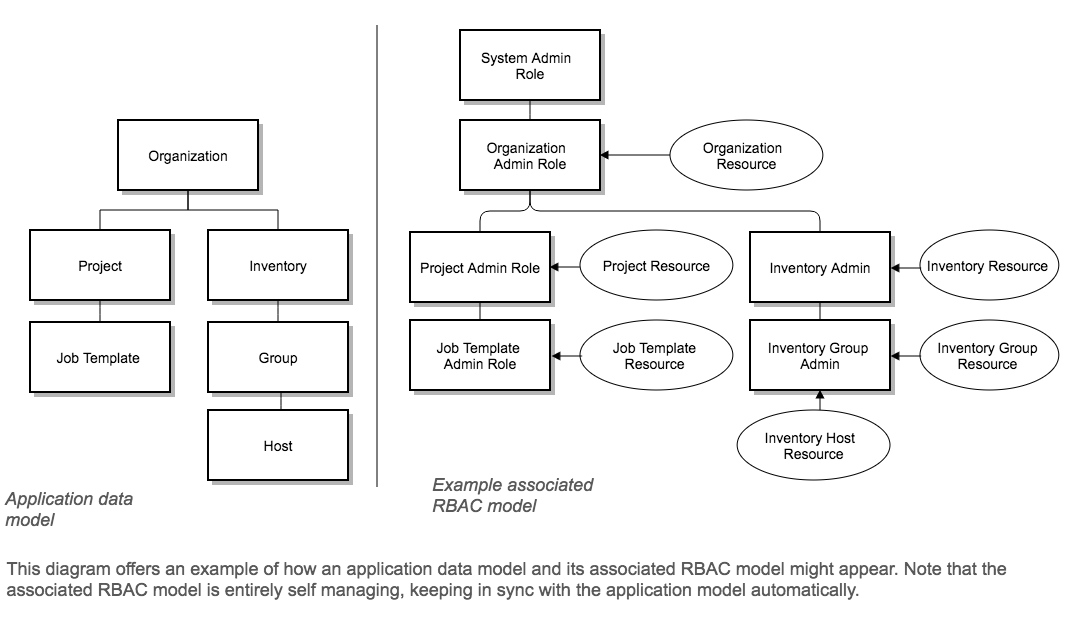 Organization
Project
Inventory
Job Template
Group
Host
Application data
model
System Admin
Role
Organization
Admin Role
Organization
Resource
Project Admin Role
Project Resource
Inventory Admin
Inventory Resource
Job Template
Admin Role
Job Template
Resource
Inventory Group
Admin
Inventory Group
Resource
Inventory Host
Resource
Example associated
RBAC model
This diagram offers an example of how an application data model and its associated RBAC model might appear. Note that the
associated RBAC model is entirely self managing, keeping in sync with the application model automatically.